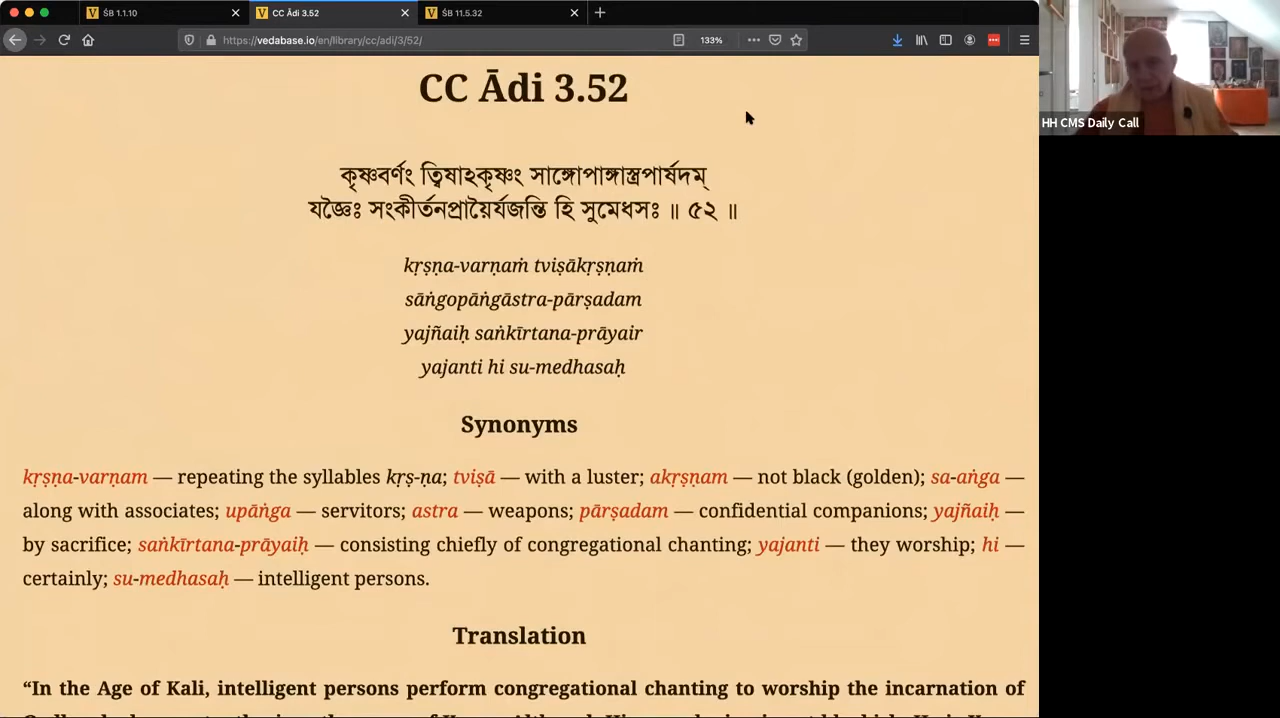 ŚB 1.1.10
CC Ādi 3.52
ŚB 11.5.32
https://vedabase.io/en/library/cc/adi/3/52/
133%
HH CMS Daily Call
CC Ādi 3.52
কৃষ্ণবর্ণং ত্বিষাঽকৃষ্ণং সাঙ্গোপাঙ্গাস্ত্রপার্ষদম্
যজ্ঞৈঃ সংকীর্তনপ্রায়ৈর্যজন্তি হি সুমেধসঃ ॥ ৫২ ॥
kṛṣṇa-varṇaṁ tviṣākṛṣṇaṁ
sāṅgopāṅgāstra-pārṣadam
yajñaiḥ saṅkīrtana-prāyair
yajanti hi su-medhasaḥ
Synonyms
kṛṣṇa-varṇam — repeating the syllables kṛṣ-ṇa; tviṣā — with a luster; akṛṣṇam — not black (golden); sa-aṅga —
along with associates; upāṅga — servitors; astra — weapons; pārṣadam — confidential companions; yajñaiḥ —
by sacrifice; saṅkīrtana-prāyaiḥ — consisting chiefly of congregational chanting; yajanti — they worship; hi —
certainly; su-medhasaḥ — intelligent persons.
Translation
“In the Age of Kali, intelligent persons perform congregational chanting to worship the incarnation of